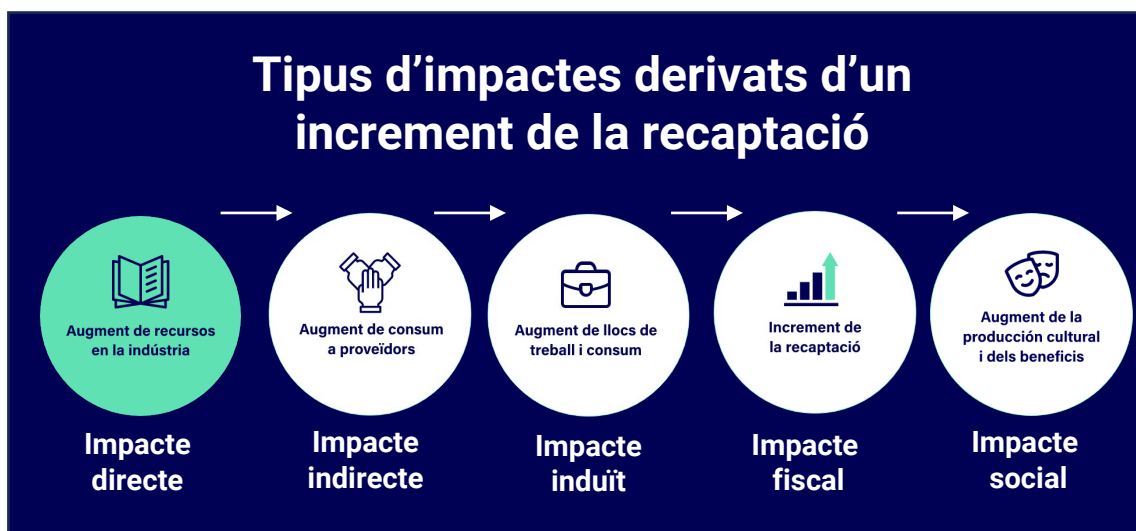 Tipus d’impactes derivats d’un
increment de la recaptació
Augment de recursos
en la indústria
Augment de consum
a proveïdors
Augment de llocs de
treball i consum
Increment de
la recaptació
Augment de la
producción cultural
i dels beneficis
Impacte
directe
Impacte
indirecte
Impacte
induït
Impacte
fiscal
Impacte
social